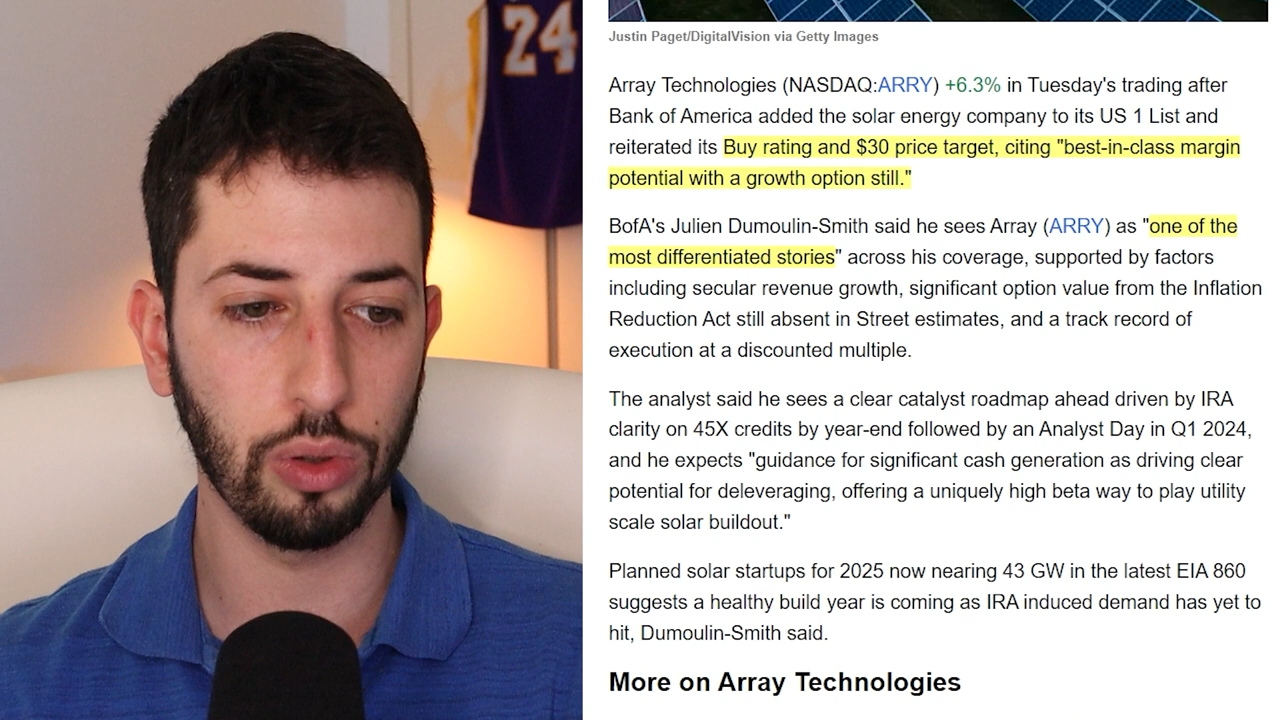 24
Justin Paget/DigitalVision via Getty Images
Array Technologies (NASDAQ:ARRY) +6.3% in Tuesday's trading after
Bank of America added the solar energy company to its US 1 List and
reiterated its Buy rating and $30 price target, citing "best-in-class margin
potential with a growth option still."
BofA's Julien Dumoulin-Smith said he sees Array (ARRY) as "one of the
most differentiated stories" across his coverage, supported by factors
including secular revenue growth, significant option value from the Inflation
Reduction Act still absent in Street estimates, and a track record of
execution at a discounted multiple.
The analyst said he sees a clear catalyst roadmap ahead driven by IRA
clarity on 45X credits by year-end followed by an Analyst Day in Q1 2024,
and he expects "guidance for significant cash generation as driving clear
potential for deleveraging, offering a uniquely high beta way to play utility
scale solar buildout."
Planned solar startups for 2025 now nearing 43 GW in the latest EIA 860
suggests a healthy build year is coming as IRA induced demand has yet to
hit, Dumoulin-Smith said.
More on Array Technologies